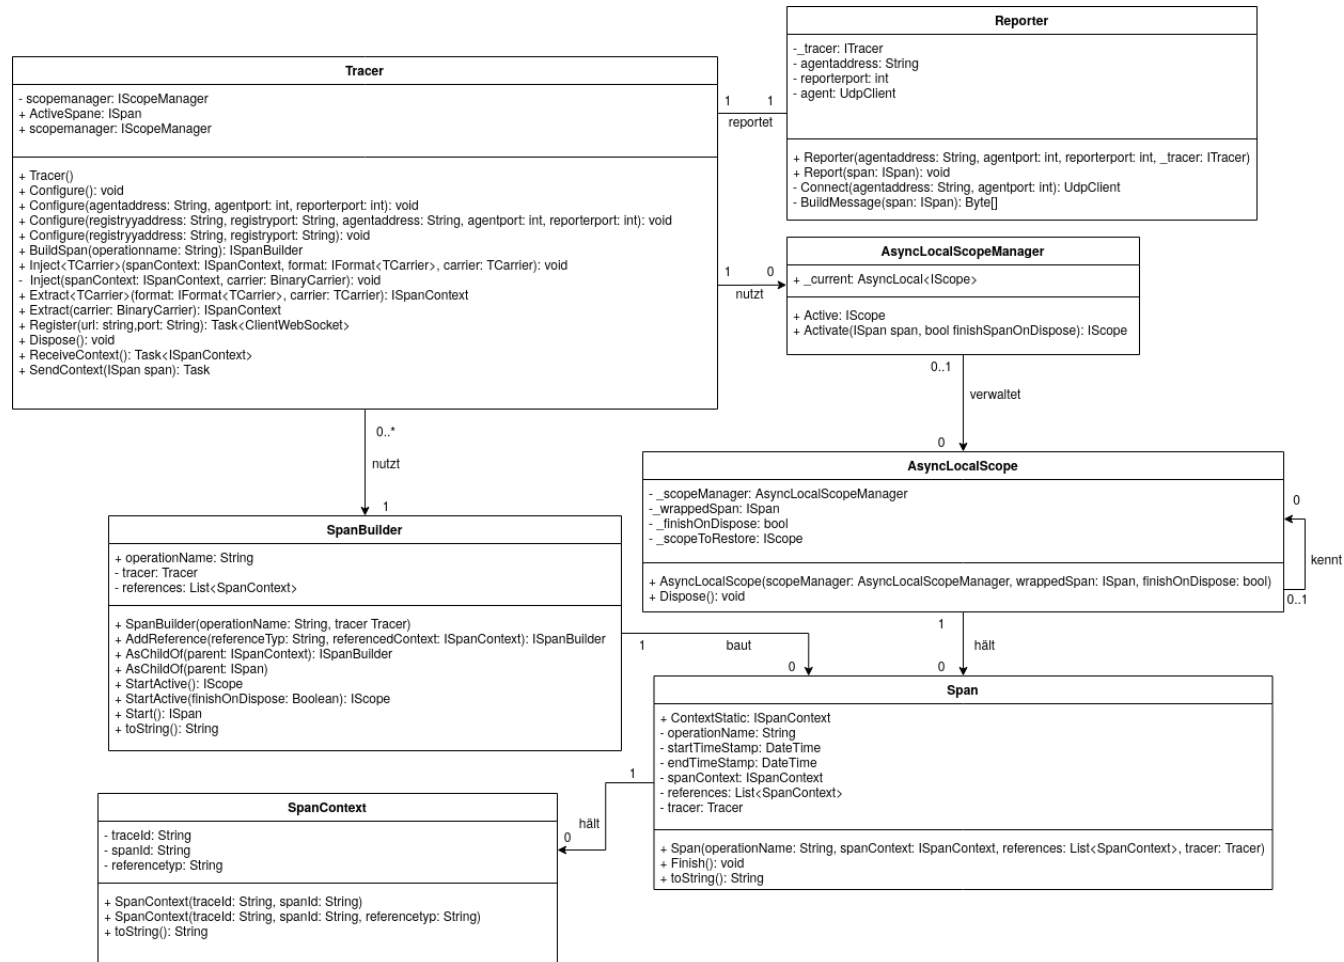 Reporter
-_tracer: ITracer
- agentaddress: String
- reporterport: int
- agent: UdpClient
+ Reporter(agentaddress: String, agentport: int, reporterport: int, _tracer: ITracer)
+ Report(span: ISpan): void
- Connect(agentaddress: String, agentport: int): UdpClient
- BuildMessage(span: ISpan): Byte[]
Tracer
- scopemanager: IScopeManager
+ ActiveSpane: ISpan
+ scopemanager: IScopeManager
+ Tracer()
+ Configure(): void
+ Configure(agentaddress: String, agentport: int, reporterport: int): void
+ Configure(registryyaddress: String, registryport: String, agentaddress: String, agentport: int, reporterport: int): void
+ Configure(registryyaddress: String, registryport: String): void
+ BuildSpan(operationname: String): ISpanBuilder
+ Inject<TCarrier>(spanContext: ISpanContext, format: IFormat<TCarrier>, carrier: TCarrier): void
- Inject(spanContext: ISpanContext, carrier: BinaryCarrier): void
+ Extract<TCarrier>(format: IFormat<TCarrier>, carrier: TCarrier): ISpanContext
+ Extract(carrier: BinaryCarrier): ISpanContext
+ Register(url: string,port: String): Task<ClientWebSocket>
+ Dispose(): void
+ ReceiveContext(): Task<ISpanContext>
+ SendContext(ISpan span): Task
1 1
reportet
1 0
nutzt
AsyncLocalScopeManager
+ _current: AsyncLocal<IScope>
+ Active: IScope
+ Activate(ISpan span, bool finishSpanOnDispose): IScope
0..1
verwaltet
0
0..*
nutzt
1
AsyncLocalScope
- _scopeManager: AsyncLocalScopeManager
-_wrappedSpan: ISpan
- _finishOnDispose: bool
- _scopeToRestore: IScope
+ AsyncLocalScope(scopeManager: AsyncLocalScopeManager, wrappedSpan: ISpan, finishOnDispose: bool)
+ Dispose(): void
0
kennt
0..1
SpanBuilder
+ operationName: String
- tracer: Tracer
- references: List<SpanContext>
+ SpanBuilder(operationName: String, tracer Tracer)
+ AddReference(referenceTyp: String, referencedContext: ISpanContext): ISpanBuilder
+ AsChildOf(parent: ISpanContext): ISpanBuilder
+ AsChildOf(parent: ISpan)
+ StartActive(): IScope
+ StartActive(finishOnDispose: Boolean): IScope
+ Start(): ISpan
+ toString(): String
1 baut 0
1
hält
0
Span
+ ContextStatic: ISpanContext
- operationName: String
- startTimeStamp: DateTime
- endTimeStamp: DateTime
- spanContext: ISpanContext
- references: List<SpanContext>
- tracer: Tracer
+ Span(operationName: String, spanContext: ISpanContext, references: List<SpanContext>, tracer: Tracer)
+ Finish(): void
+ toString(): String
1
hält
0
SpanContext
- traceId: String
- spanId: String
- referencetyp: String
+ SpanContext(traceId: String, spanId: String)
+ SpanContext(traceId: String, spanId: String, referencetyp: String)
+ toString(): String